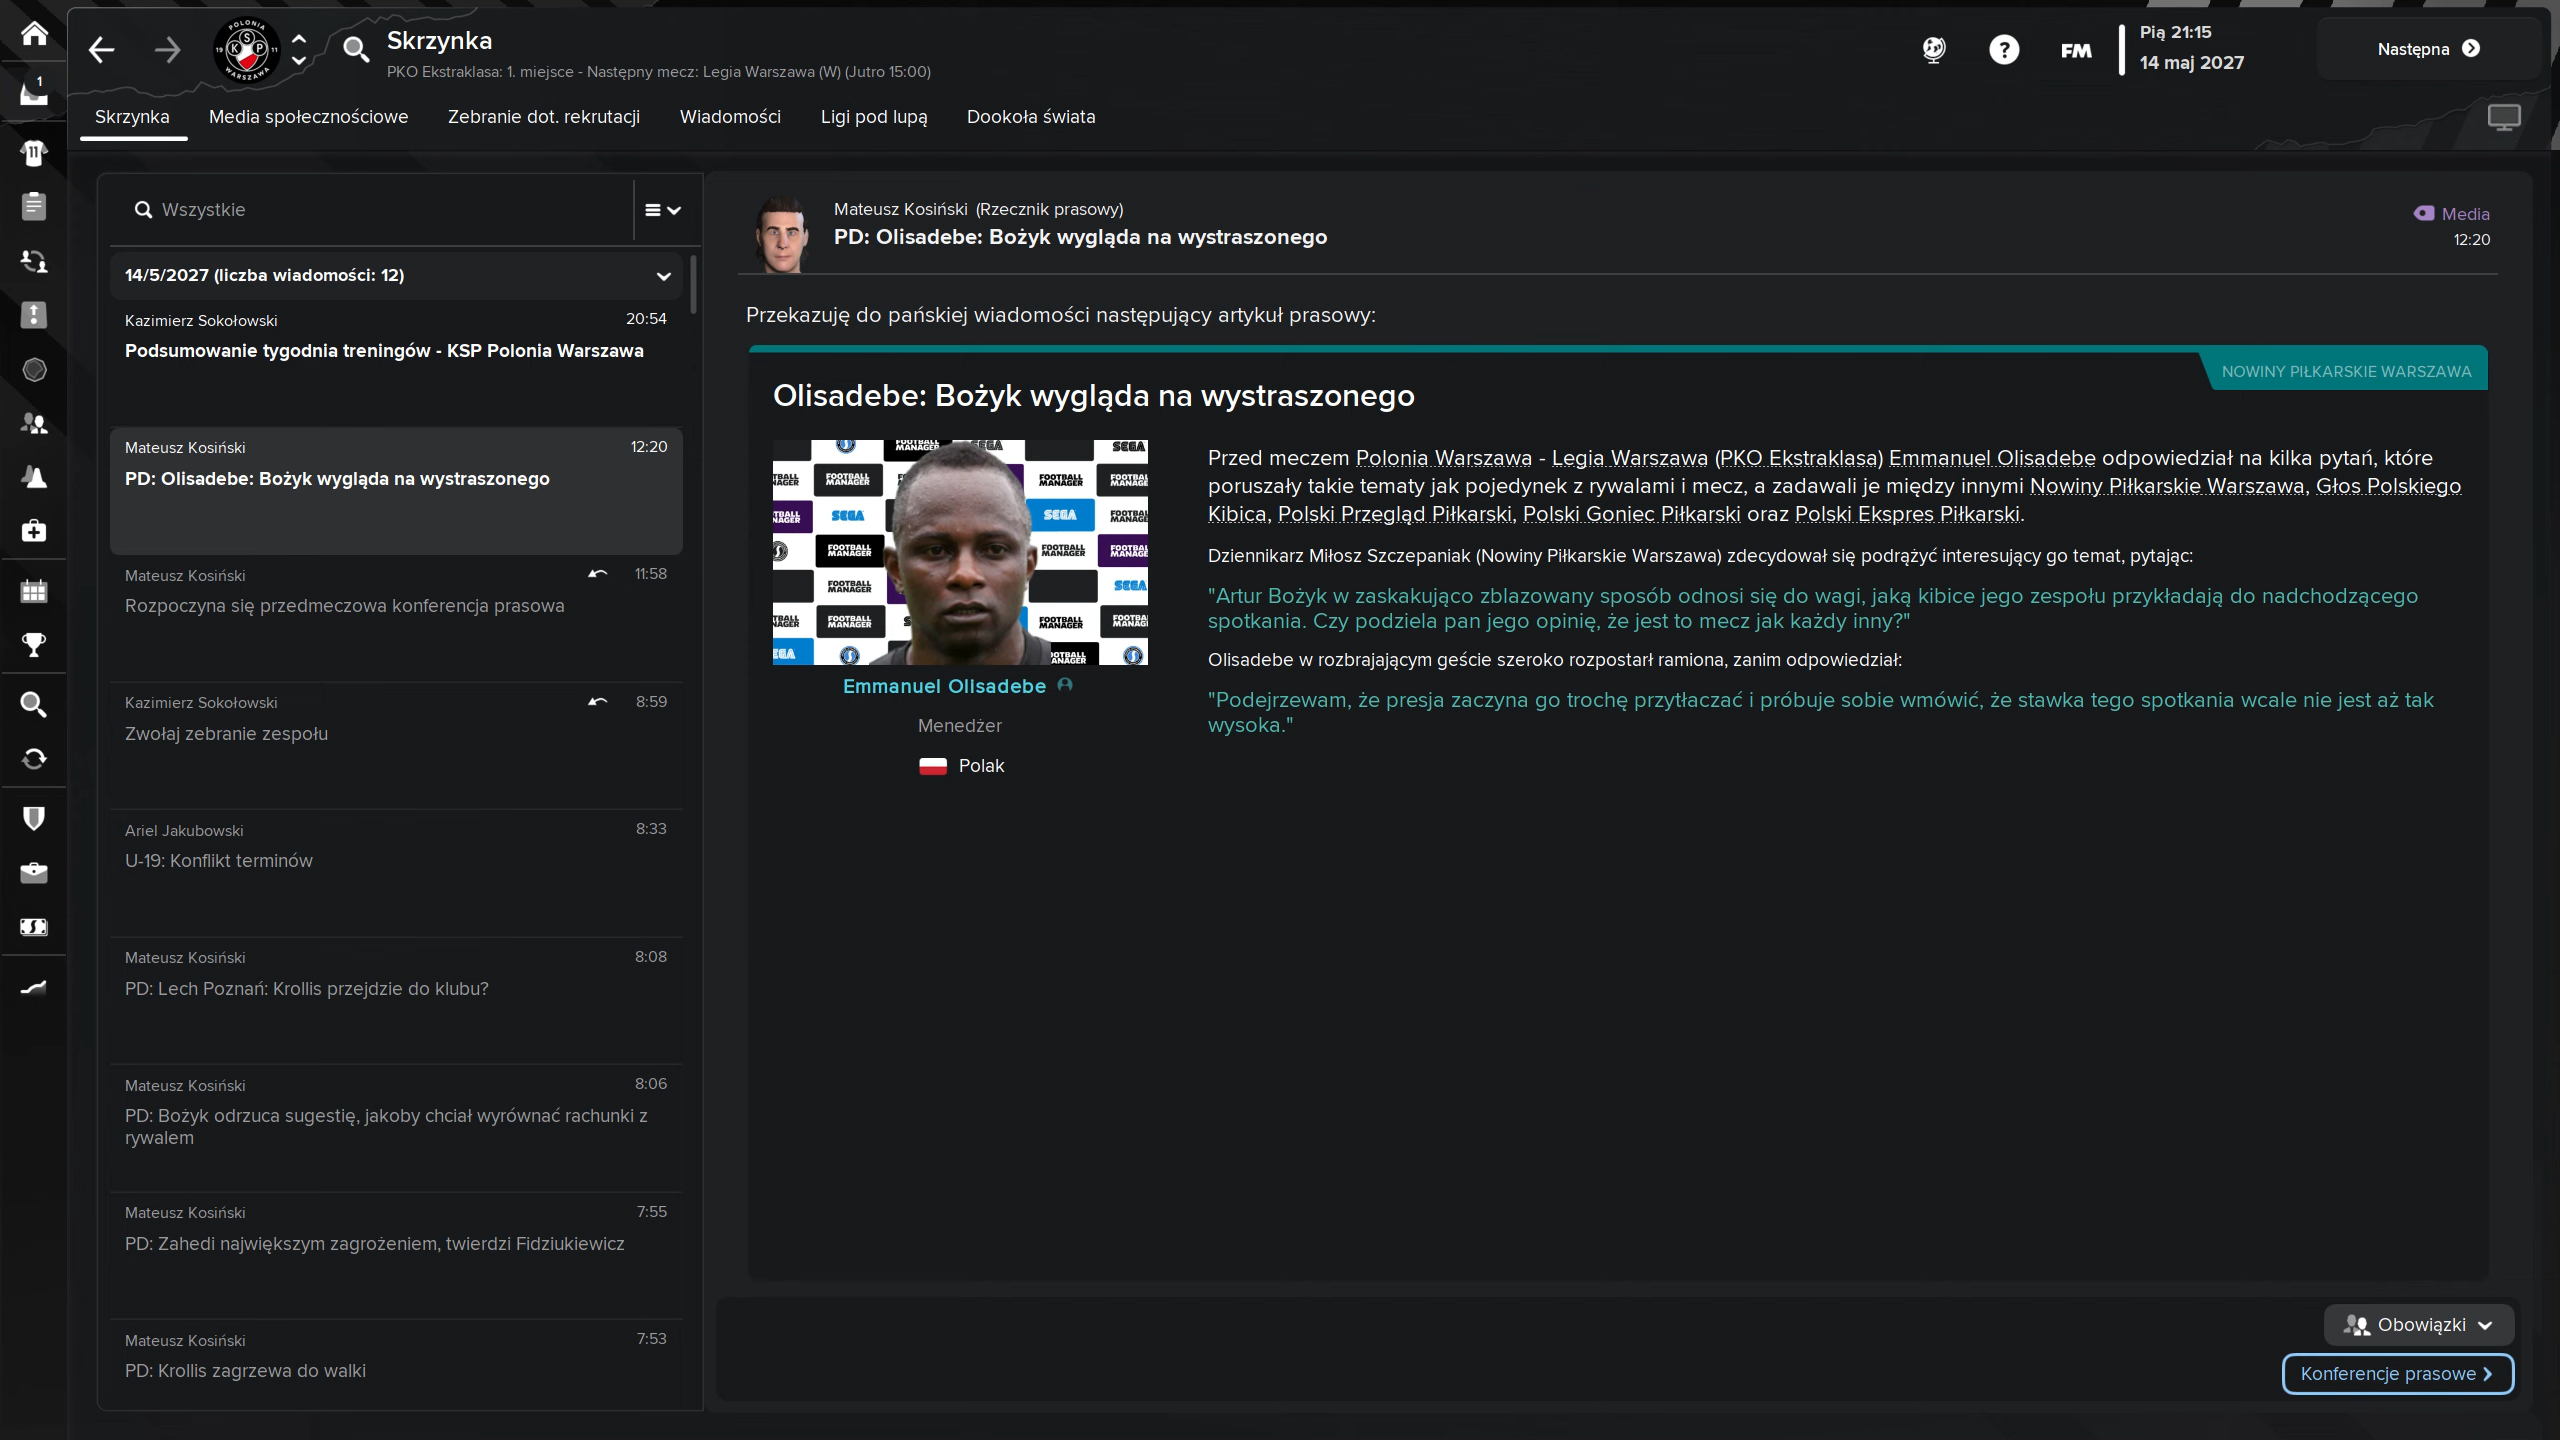 Skrzynka
PKO Ekstraklasa: 1. miejsce - Następny mecz: Legia Warszawa (W) (Jutro 15:00)
FM
Pią 21:15
14 maj 2027
Następna
1
Skrzynka
Media społecznościowe
Zebranie dot. rekrutacji
Wiadomości
Ligi pod lupą
Dookoła świata
Wszystkie
14/5/2027 (liczba wiadomości: 12)
Kazimierz Sokołowski
20:54
Podsumowanie tygodnia treningów - KSP Polonia Warszawa
Mateusz Kosiński
12:20
PD: Olisadebe: Bożyk wygląda na wystraszonego
Mateusz Kosiński
11:58
Rozpoczyna się przedmeczowa konferencja prasowa
Kazimierz Sokołowski
8:59
Zwołaj zebranie zespołu
Ariel Jakubowski
8:33
U-19: Konflikt terminów
Mateusz Kosiński
8:08
PD: Lech Poznań: Krollis przejdzie do klubu?
Mateusz Kosiński
8:06
PD: Bożyk odrzuca sugestię, jakoby chciał wyrównać rachunki z
rywalem
Mateusz Kosiński
7:55
PD: Zahedi największym zagrożeniem, twierdzi Fidziukiewicz
Mateusz Kosiński
7:53
PD: Krollis zagrzewa do walki
Mateusz Kosiński (Rzecznik prasowy)
PD: Olisadebe: Bożyk wygląda na wystraszonego
Media
12:20
Przekazuję do pańskiej wiadomości następujący artykuł prasowy:
NOWINY PIŁKARSKIE WARSZAWA
Olisadebe: Bożyk wygląda na wystraszonego
Emmanuel Olisadebe
Menedżer
Polak
Przed meczem Polonia Warszawa - Legia Warszawa (PKO Ekstraklasa) Emmanuel Olisadebe odpowiedział na kilka pytań, które
poruszały takie tematy jak pojedynek z rywalami i mecz, a zadawali je między innymi Nowiny Piłkarskie Warszawa, Głos Polskiego
Kibica, Polski Przegląd Piłkarski, Polski Goniec Piłkarski oraz Polski Ekspres Piłkarski.
Dziennikarz Miłosz Szczepaniak (Nowiny Piłkarskie Warszawa) zdecydował się podrążyć interesujący go temat, pytając:
"Artur Bożyk w zaskakująco zblazowany sposób odnosi się do wagi, jaką kibice jego zespołu przykładają do nadchodzącego
spotkania. Czy podziela pan jego opinię, że jest to mecz jak każdy inny?"
Olisadebe w rozbrajającym geście szeroko rozpostarł ramiona, zanim odpowiedział:
"Podejrzewam, że presja zaczyna go trochę przytłaczać i próbuje sobie wmówić, że stawka tego spotkania wcale nie jest aż tak
wysoka."
Obowiązki
Konferencje prasowe